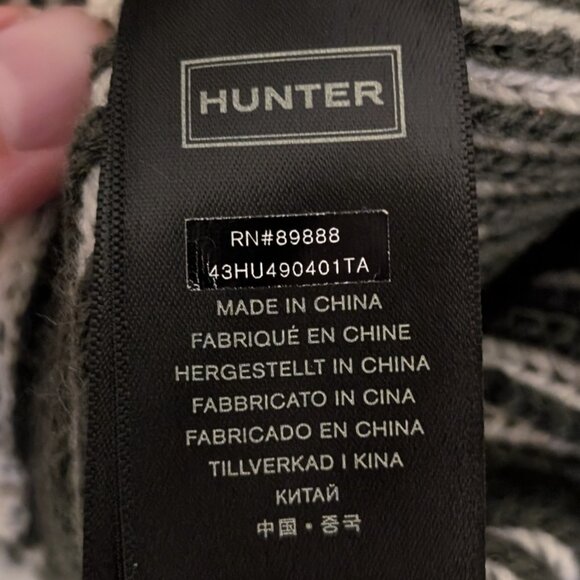 HUNTER
RN#89888
43HU490401TA
MADE IN CHINA
FABRIQUÉ EN CHINE
HERGESTELLT IN CHINA
FABBRICATO IN CINA
FABRICADO EN CHINA
TILLVERKAD I KINA
КИТАЙ
中国・중국